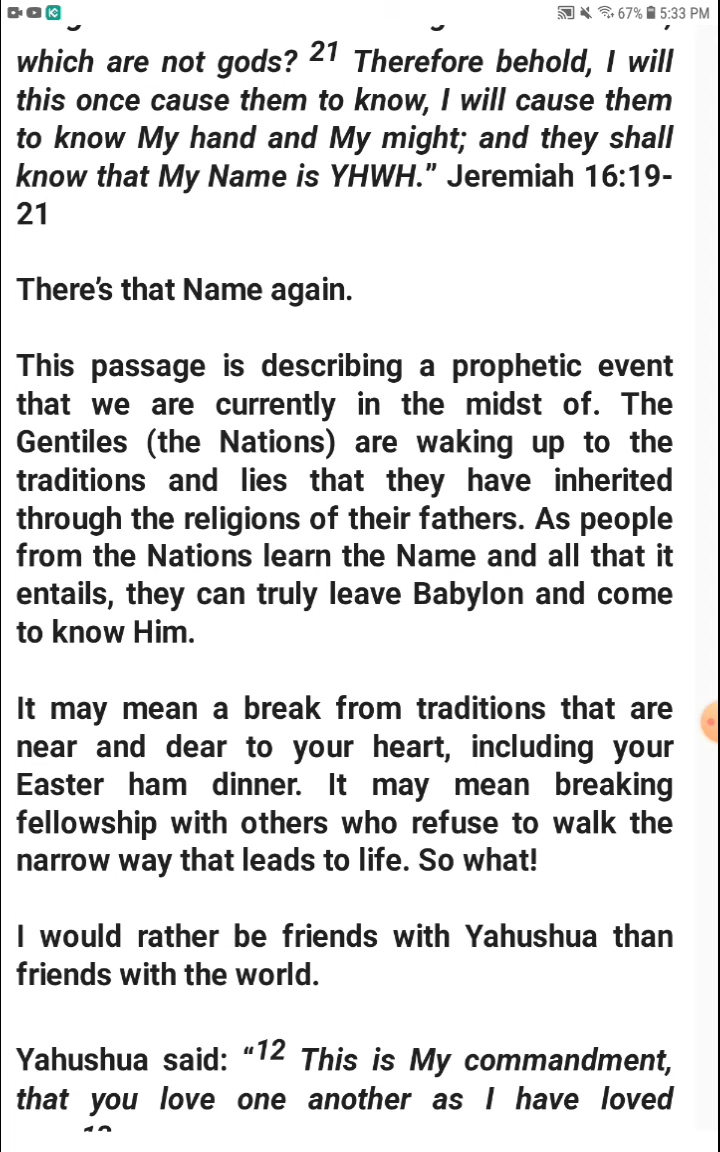 67% 5:33 PM
which are not gods? 21 Therefore behold, I will
this once cause them to know, I will cause them
to know My hand and My might; and they shall
know that My Name is YHWH.” Jeremiah 16:19-
21
There’s that Name again.
This passage is describing a prophetic event
that we are currently in the midst of. The
Gentiles (the Nations) are waking up to the
traditions and lies that they have inherited
through the religions of their fathers. As people
from the Nations learn the Name and all that it
entails, they can truly leave Babylon and come
to know Him.
It may mean a break from traditions that are
near and dear to your heart, including your
Easter ham dinner. It may mean breaking
fellowship with others who refuse to walk the
narrow way that leads to life. So what!
I would rather be friends with Yahushua than
friends with the world.
Yahushua said: “12 This is My commandment,
that you love one another as I have loved